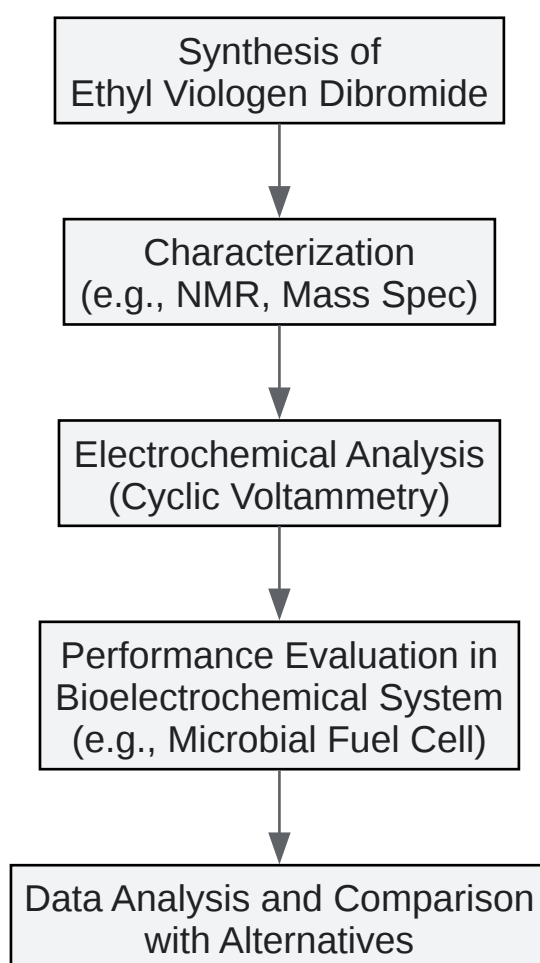 Synthesis of
Ethyl Viologen Dibromide
Characterization
(e.g., NMR, Mass Spec)
Electrochemical Analysis
(Cyclic Voltammetry)
Performance Evaluation in
Bioelectrochemical System
(e.g., Microbial Fuel Cell)
Data Analysis and Comparison
with Alternatives